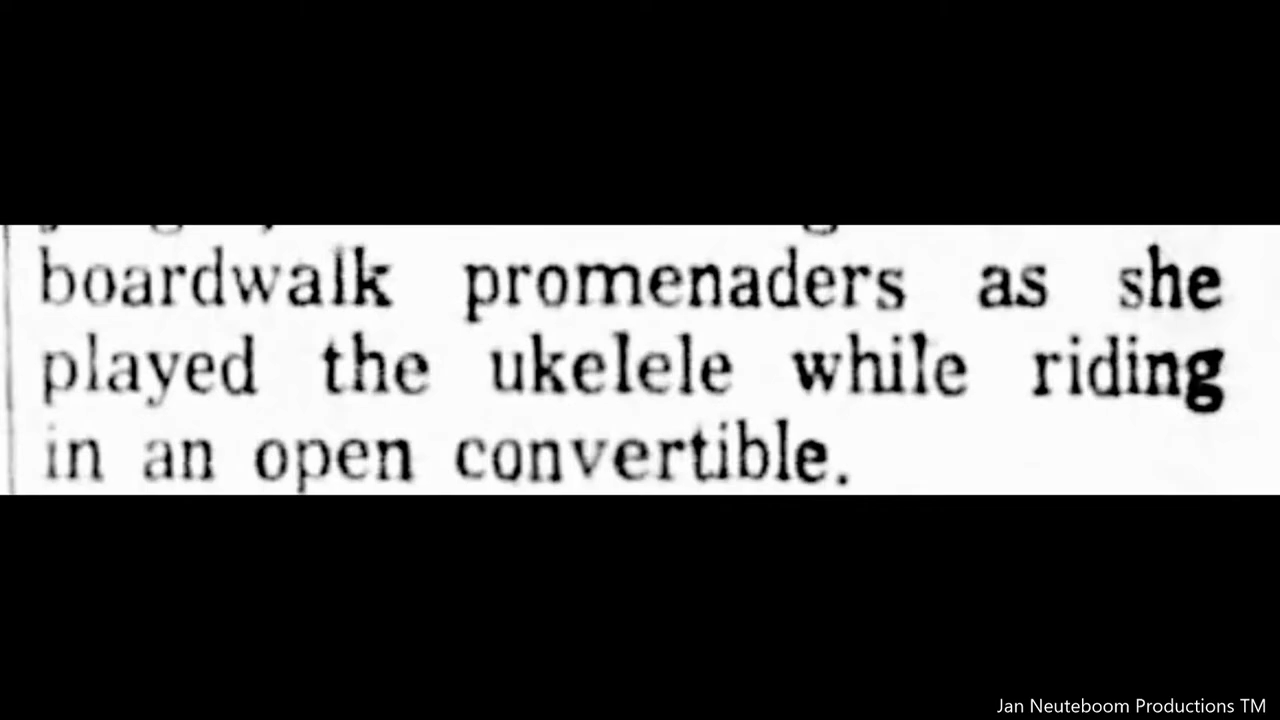 boardwalk promenaders as she
played the ukelele while riding
in an open convertible.
Jan Neuteboom Productions TM